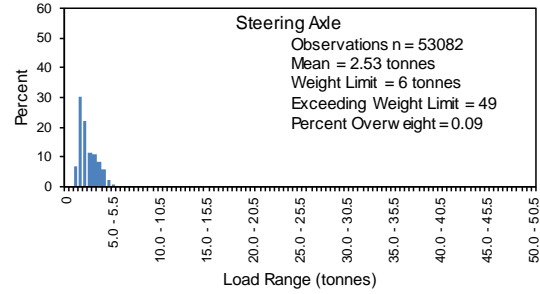 Steering Axle
Observations n = 53082
Mean = 2.53 tonnes
Weight Limit = 6 tonnes
Exceeding Weight Limit = 49
Percent Overweight = 0.09
Percent
60
50
40
30
20
10
0
0
5.0 - 5.5
10.0 - 10.5
15.0 - 15.5
20.0 - 20.5
25.0 - 25.5
30.0 - 30.5
35.0 - 35.5
40.0 - 40.5
45.0 - 45.5
50.0 - 50.5
Load Range (tonnes)